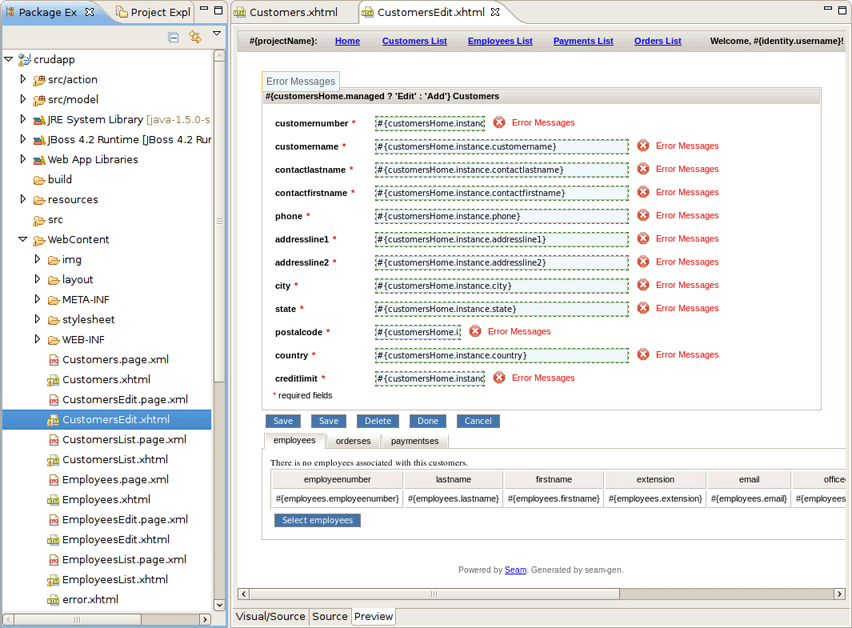 Package Ex
Project Expl
crudapp
src/action
src/model
JRE System Library [java-1.5.0-s
JBoss 4.2 Runtime [JBoss 4.2 Rur
Web App Libraries
build
resources
src
WebContent
img
layout
META-INF
stylesheet
WEB-INF
Customers.page.xml
Customers.xhtml
CustomersEdit.page.xml
CustomersEdit.xhtml
CustomersList.page.xml
CustomersList.xhtml
Employees.page.xml
Employees.xhtml
EmployeesEdit.page.xml
EmployeesEdit.xhtml
EmployeesList.page.xml
EmployeesList.xhtml
error.xhtml
Customers.xhtml CustomersEdit.xhtml
#{projectName}: Home Customers List Employees List Payments List Orders List Welcome, #{identity.username}!
Error Messages
#{customersHome.managed ? 'Edit' : 'Add'} Customers
customernumber * #{customersHome.instanc Error Messages
customername * #{customersHome.instance.customername} Error Messages
contactlastname * #{customersHome.instance.contactlastname} Error Messages
contactfirstname * #{customersHome.instance.contactfirstname} Error Messages
phone * #{customersHome.instance.phone} Error Messages
addressline1 * #{customersHome.instance.addressline1} Error Messages
addressline2 * #{customersHome.instance.addressline2} Error Messages
city * #{customersHome.instance.city} Error Messages
state * #{customersHome.instance.state} Error Messages
postalcode * #{customersHome.i Error Messages
country * #{customersHome.instance.country} Error Messages
creditlimit * #{customersHome.instanc Error Messages
* required fields
Save Save Delete Done Cancel
employees orderses paymentses
There is no employees associated with this customers.
employeenumber lastname firstname extension email office
#{employees.employeenumber} #{employees.lastname} #{employees.firstname} #{employees.extension} #{employees.email} #{employees
Select employees
Powered by Seam. Generated by seam-gen.
Visual/Source Source Preview